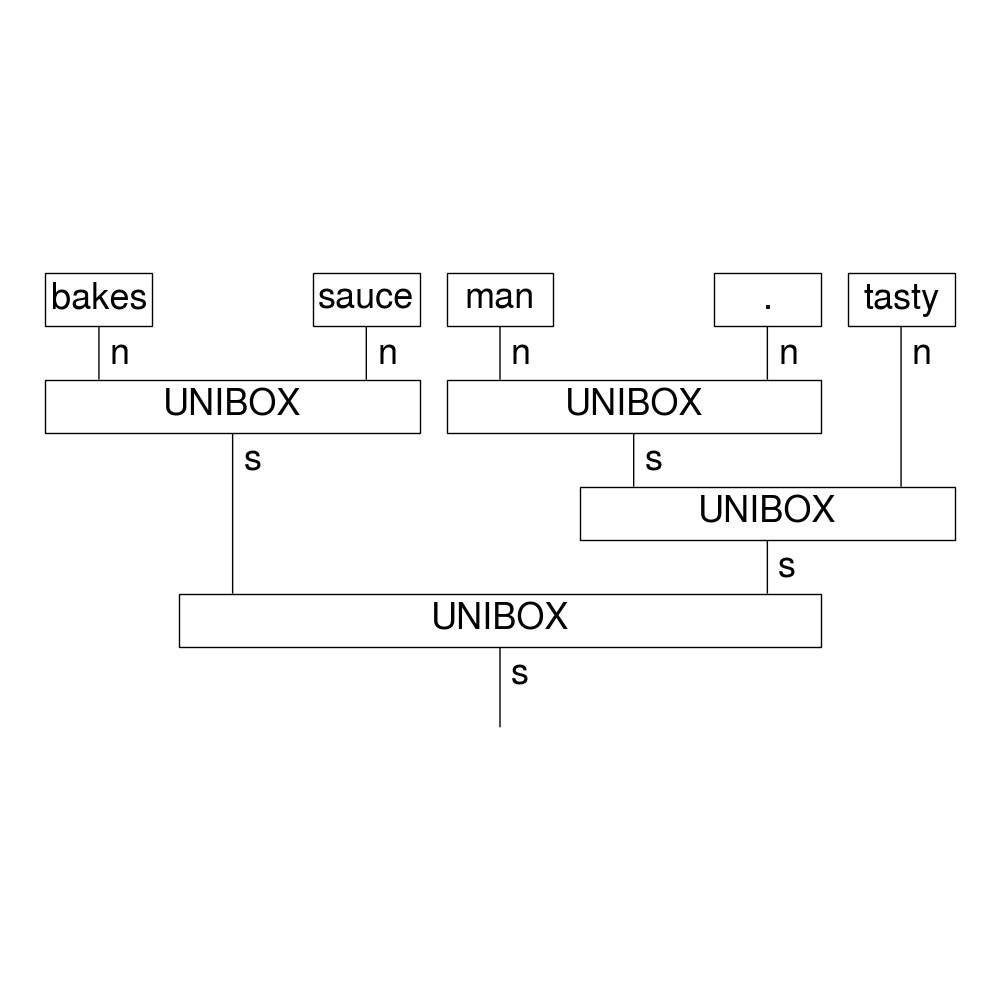 bakes sauce man . tasty
n n n n n
UNIBOX UNIBOX
s s
UNIBOX
s
UNIBOX
s